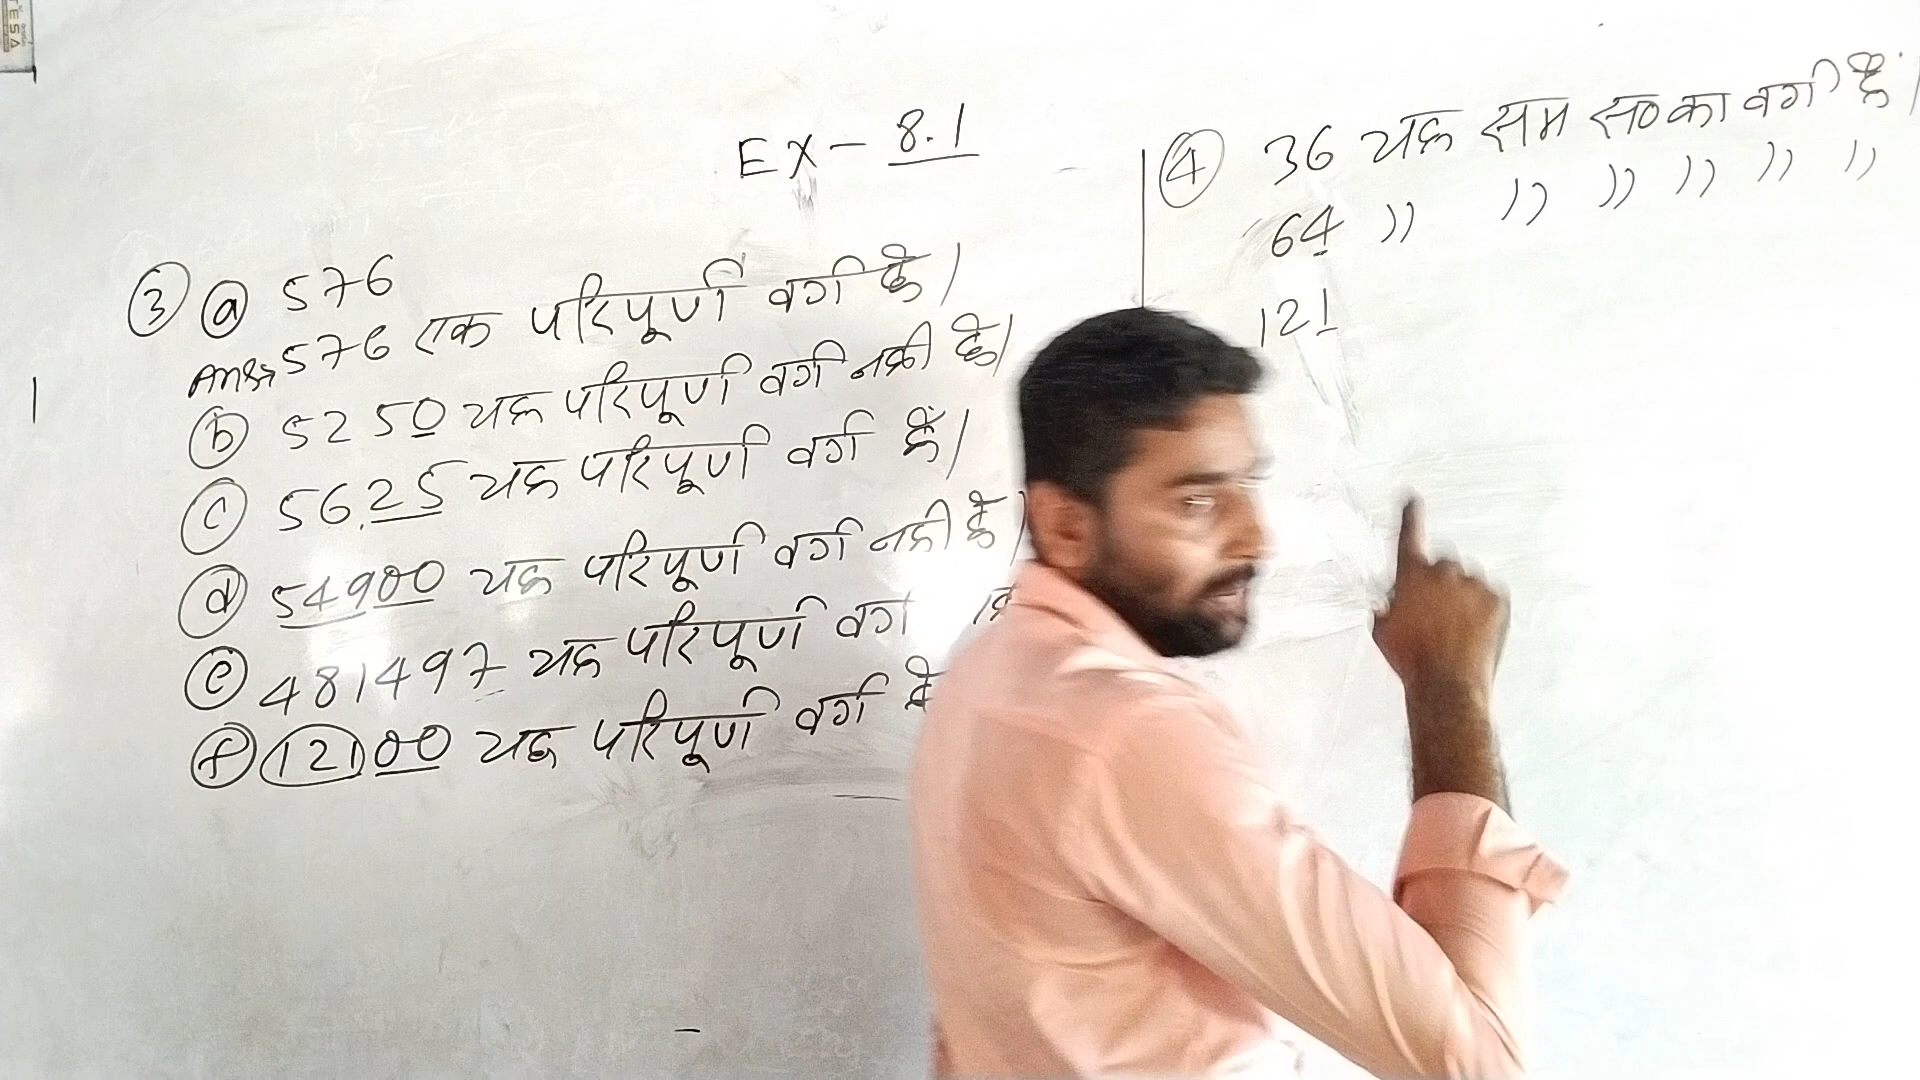 EX - 8.1
③ ⓐ 576
Ans→ 576 एक परिपूर्ण वर्ग है।
ⓑ 5250 यह परिपूर्ण वर्ग नही है।
ⓒ 5625 यह परिपूर्ण वर्ग है।
ⓓ 54900 यह परिपूर्ण वर्ग नही है।
ⓔ 481497 यह परिपूर्ण वर्ग
ⓕ 12100 यह परिपूर्ण वर्ग है
④ 36 यह सम सं० का वर्ग है।
64 " " " " " "
121